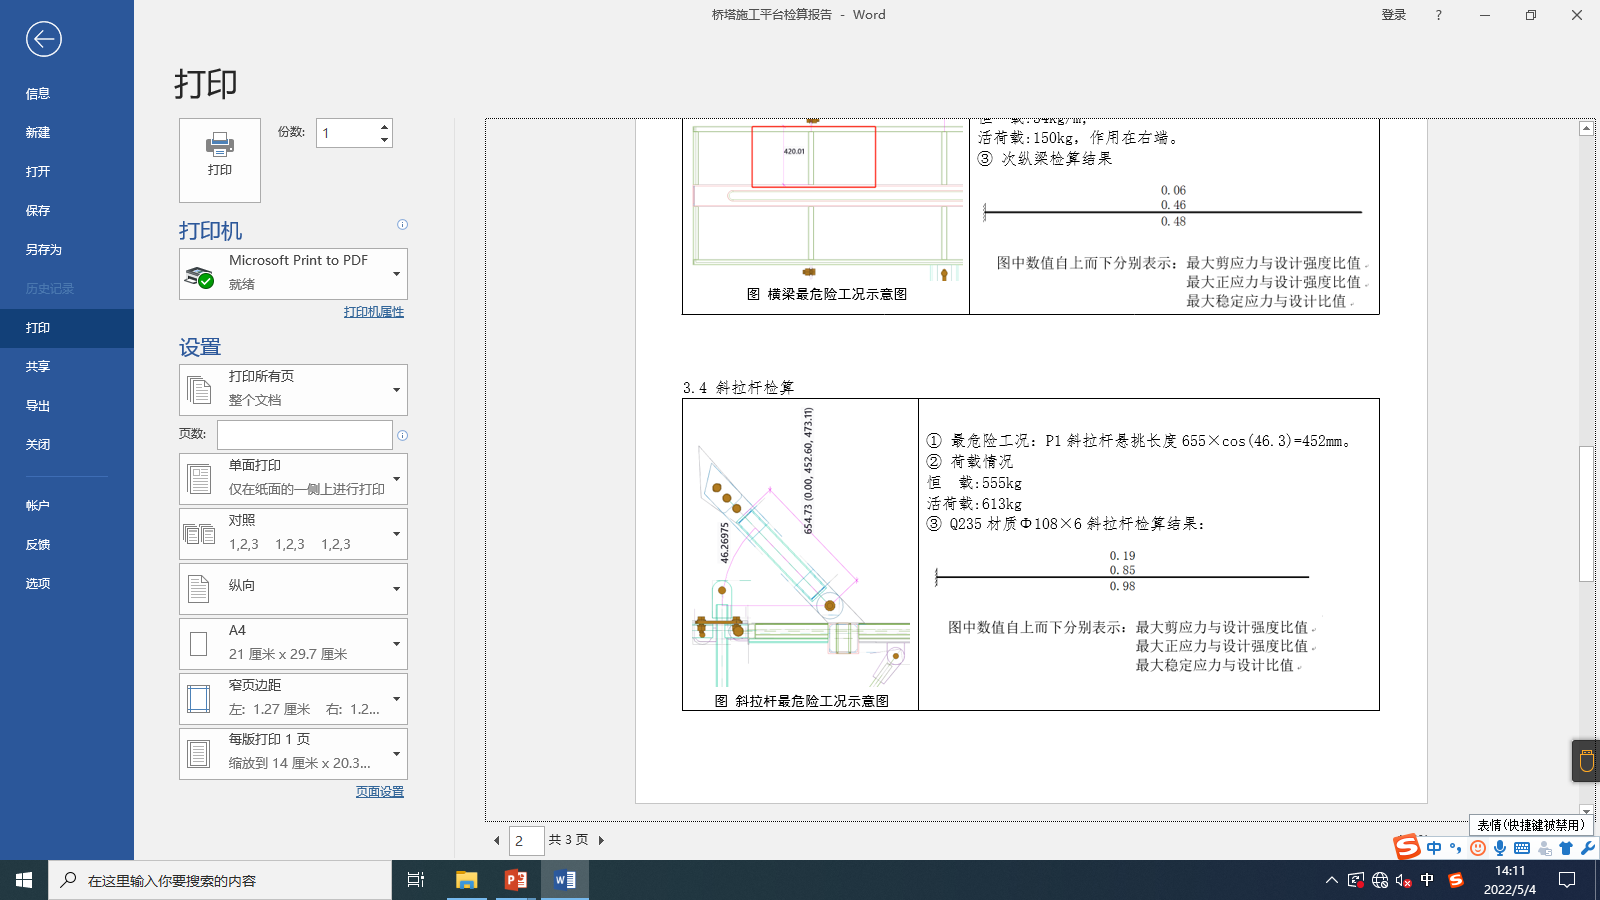 桥塔施工平台检算报告 - Word
登录
?
信息
新建
打开
保存
另存为
历史记录
打印
共享
导出
关闭
帐户
反馈
选项
打印
打印
份数:
1
打印机
Microsoft Print to PDF
就绪
打印机属性
设置
打印所有页
整个文档
页数:
单面打印
仅在纸面的一侧上进行打印
对照
1,2,3 1,2,3 1,2,3
纵向
A4
21 厘米 x 29.7 厘米
窄页边距
左: 1.27 厘米 右: 1.2...
每版打印 1 页
缩放到 14 厘米 x 20.3...
页面设置
420.01
图 横梁最危险工况示意图
恒 载:54kg/m,
活荷载:150kg, 作用在右端。
③ 次纵梁检算结果
0.06
0.46
0.48
图中数值自上而下分别表示: 最大剪应力与设计强度比值
最大正应力与设计强度比值
最大稳定应力与设计比值
3.4 斜拉杆检算
654.73 (0.00, 452.60, 473.11)
46.26975
图 斜拉杆最危险工况示意图
① 最危险工况: P1 斜拉杆悬挑长度 655×cos(46.3)=452mm。
② 荷载情况
恒 载:555kg
活荷载:613kg
③ Q235 材质Φ108×6 斜拉杆检算结果:
0.19
0.85
0.98
图中数值自上而下分别表示: 最大剪应力与设计强度比值
最大正应力与设计强度比值
最大稳定应力与设计比值
2
共 3 页
表情(快捷键被禁用)
中
在这里输入你要搜索的内容
中
14:11
2022/5/4